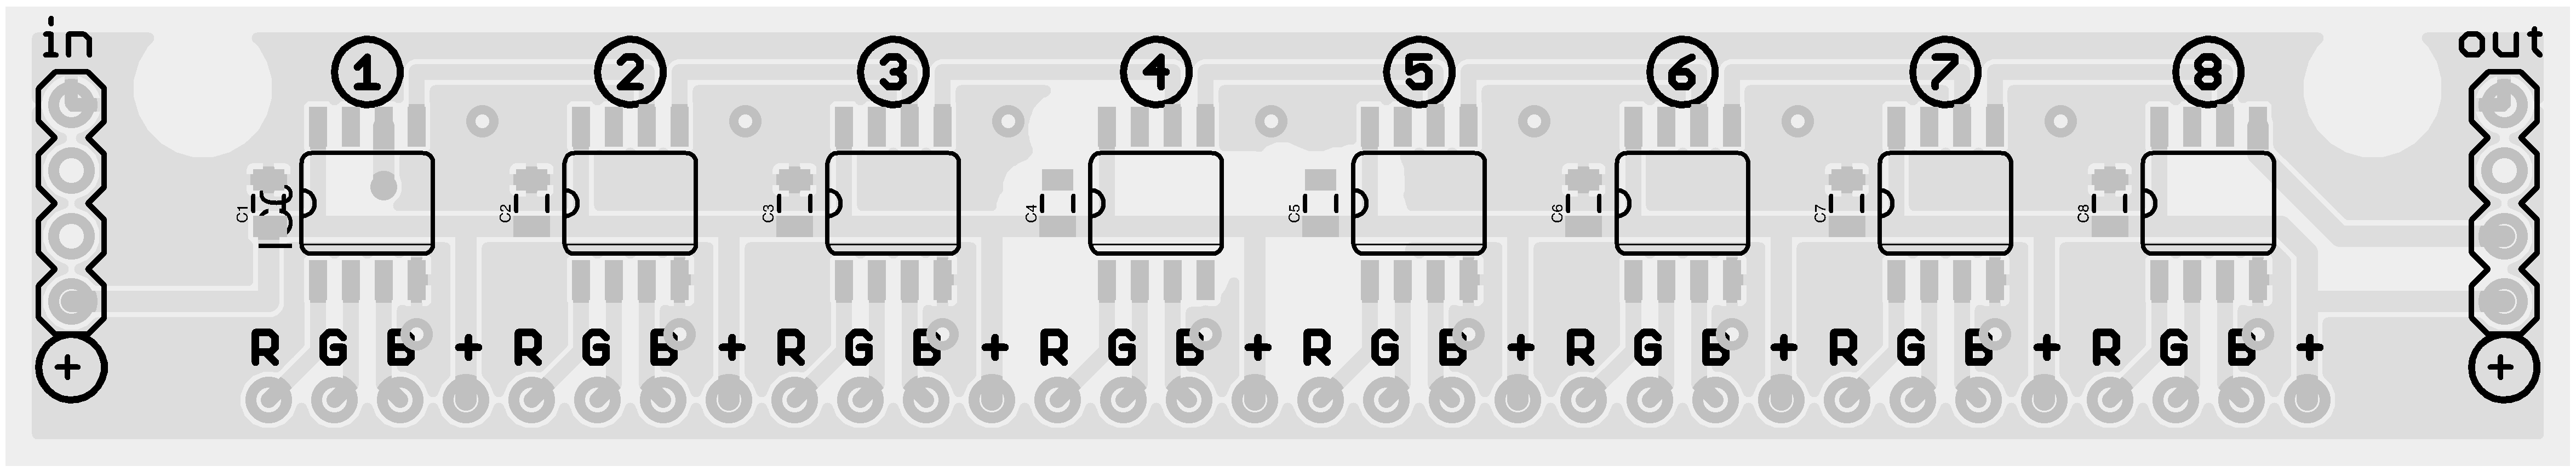 in 1 2 3 4 5 6 7 8 out
C1 C2 C3 C4 C5 C6 C7 C8
R G B + R G B + R G B + R G B + R G B + R G B + R G B + R G B +
+ +